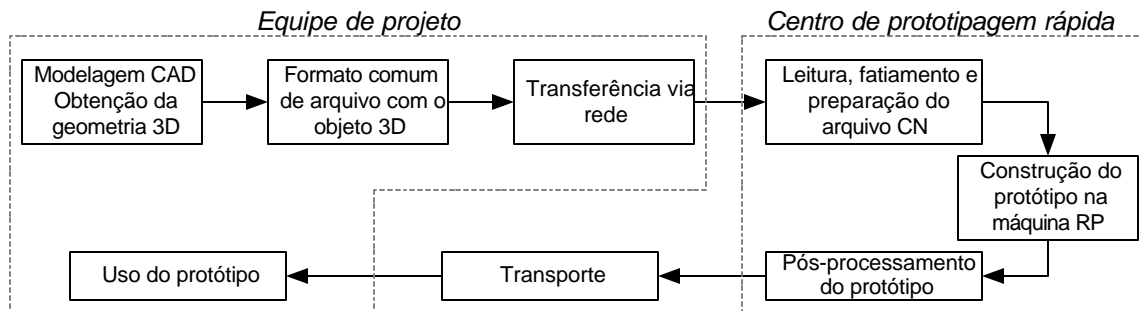 Equipe de projeto
Centro de prototipagem rápida
Modelagem CAD
Obtenção da
geometria 3D
Formato comum
de arquivo com o
objeto 3D
Transferência via
rede
Leitura, fatiamento e
preparação do
arquivo CN
Construção do
protótipo na
máquina RP
Pós-processamento
do protótipo
Transporte
Uso do protótipo